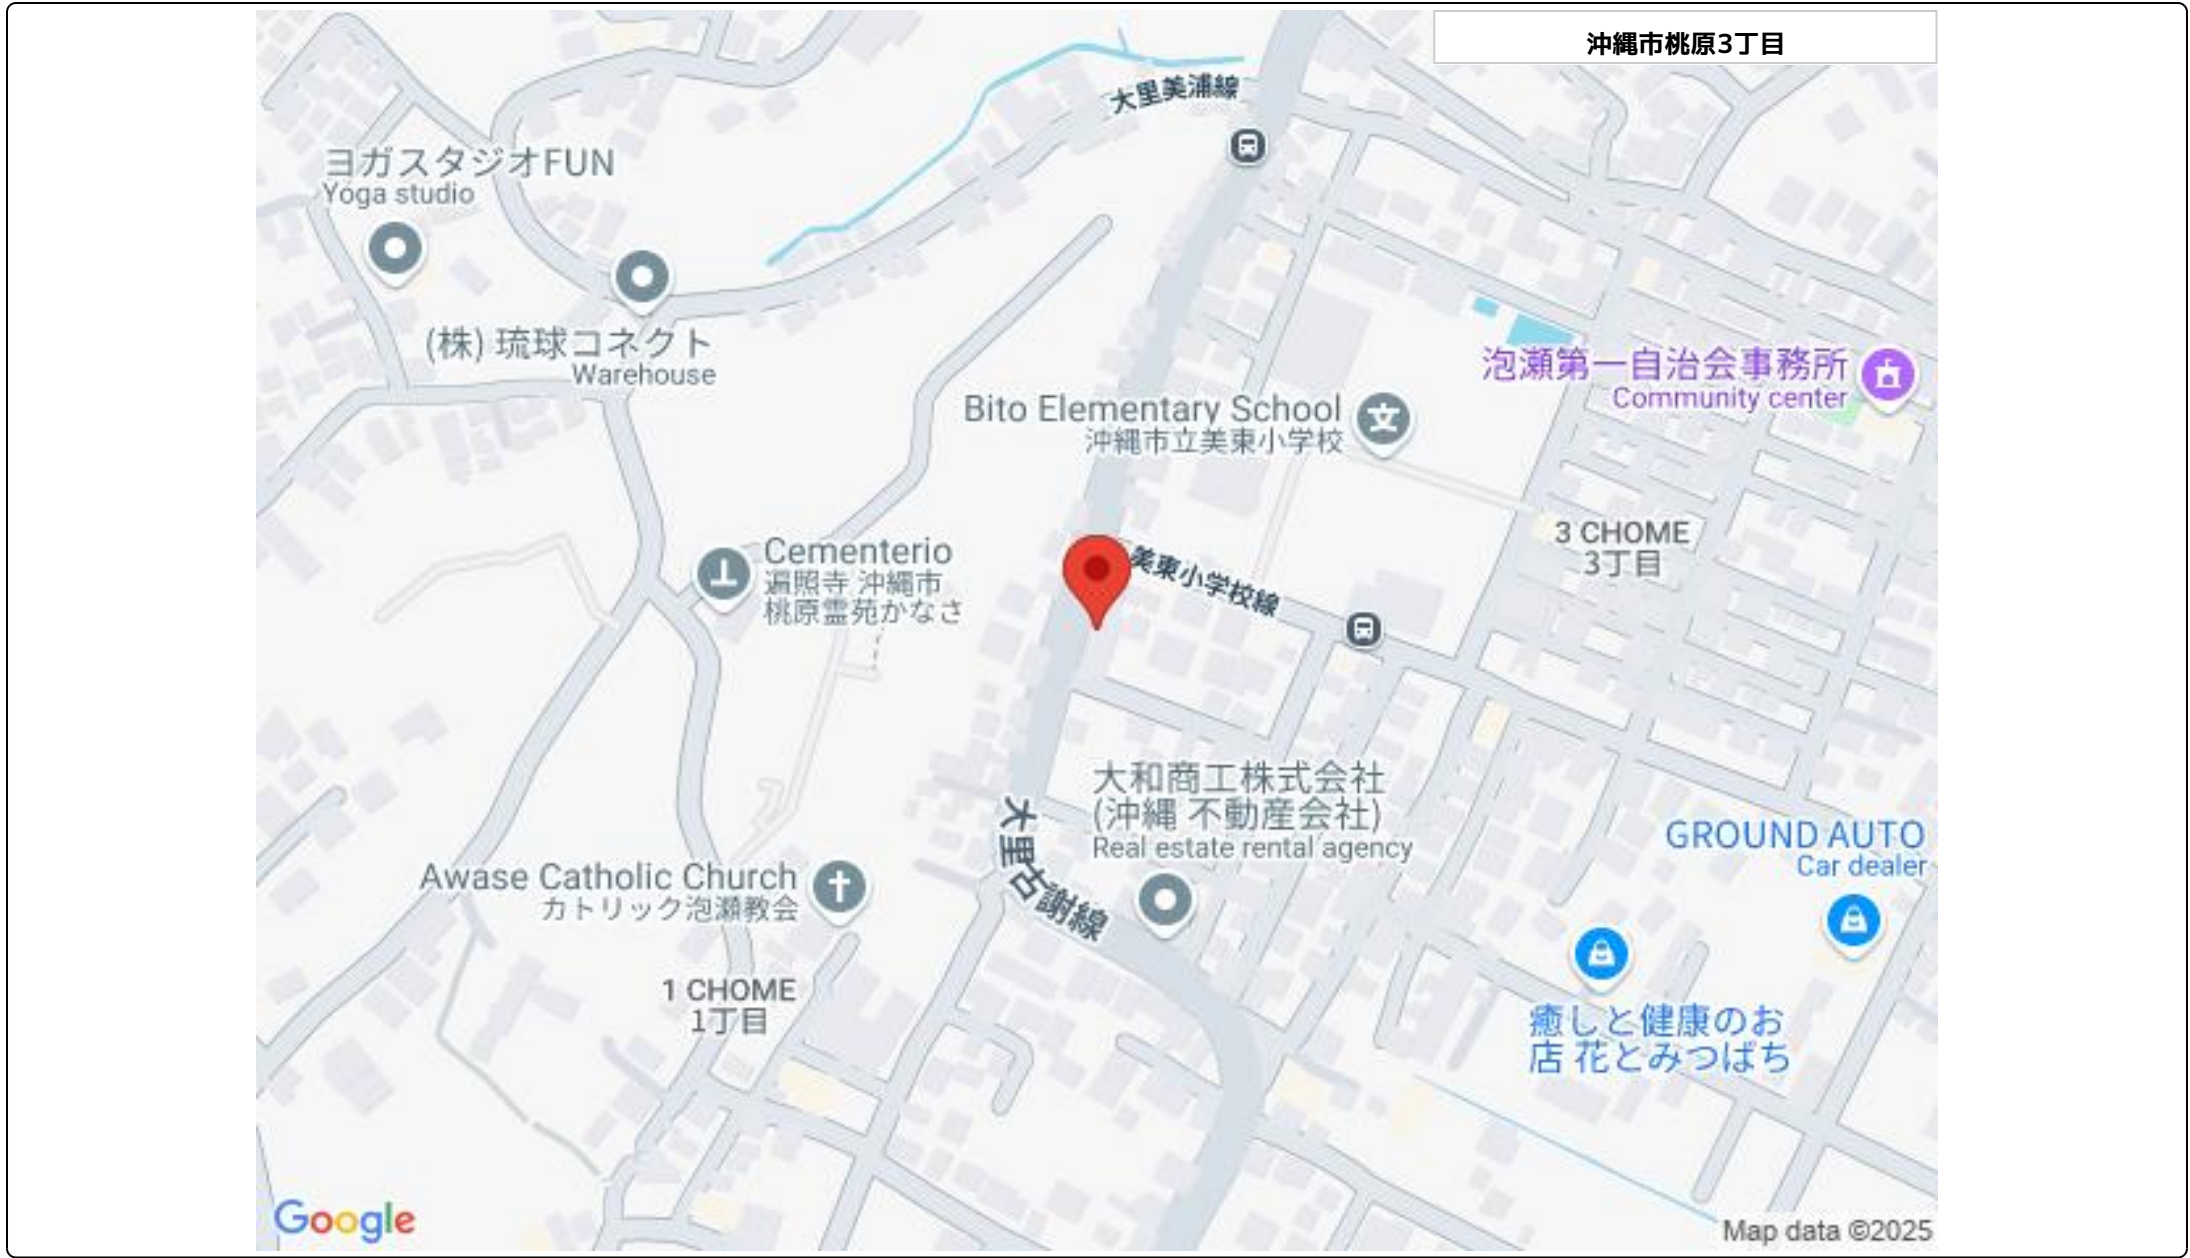 沖縄市桃原3丁目
大里美浦線
ヨガスタジオFUN
Yoga studio
(株) 琉球コネクト
Warehouse
泡瀬第一自治会事務所
Community center
Bito Elementary School
沖縄市立美東小学校
3 CHOME
3丁目
Cementerio
遍照寺 沖縄市
桃原霊苑かなさ
美東小学校線
大和商工株式会社
(沖縄 不動産会社)
Real estate rental agency
大里古謝線
GROUND AUTO
Car dealer
Awase Catholic Church
カトリック泡瀬教会
1 CHOME
1丁目
癒しと健康のお
店 花とみつばち
Google
Map data ©2025